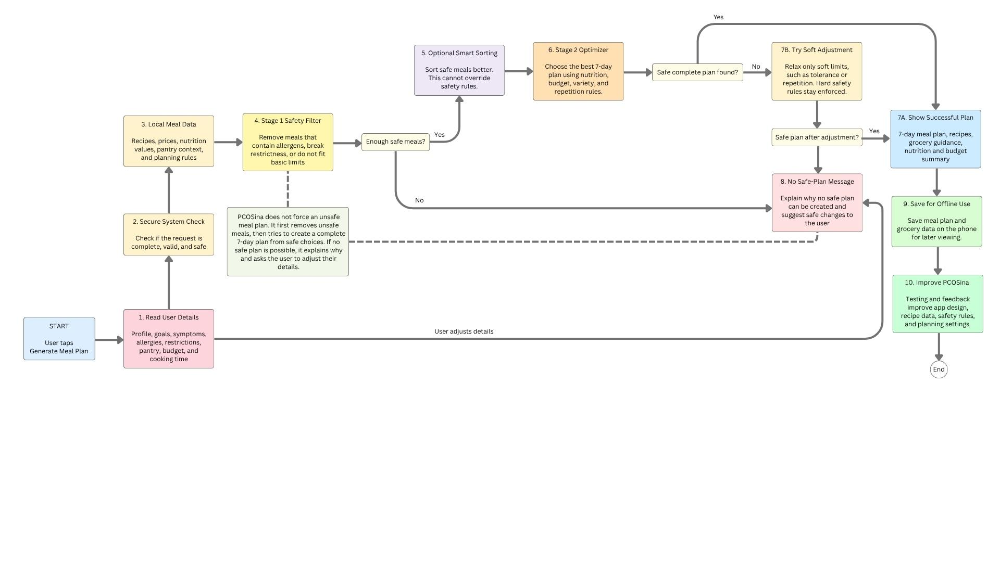 START
User taps
Generate Meal Plan
1. Read User Details
Profile, goals, symptoms,
allergies, restrictions,
pantry, budget, and
cooking time
2. Secure System Check
Check if the request is
complete, valid, and safe
3. Local Meal Data
Recipes, prices, nutrition
values, pantry context,
and planning rules
4. Stage 1 Safety Filter
Remove meals that
contain allergens, break
restrictness, or do not fit
basic limits
PCOSina does not force an unsafe
meal plan. It first removes unsafe
meals, then tries to create a complete
7-day plan from safe choices. If no
safe plan is possible, it explains why
and asks the user to adjust their
details.
Enough safe meals?
Yes
No
5. Optional Smart Sorting
Sort safe meals better.
This cannot override
safety rules.
6. Stage 2 Optimizer
Choose the best 7-day
plan using nutrition,
budget, variety, and
repetition rules.
Safe complete plan found?
Yes
No
7B. Try Soft Adjustment
Relax only soft limits,
such as tolerance or
repetition. Hard safety
rules stay enforced.
Safe plan after adjustment?
Yes
7A. Show Successful Plan
7-day meal plan, recipes,
grocery guidance,
nutrition and budget
summary
8. No Safe-Plan Message
Explain why no safe plan
can be created and
suggest safe changes to
the user
User adjusts details
9. Save for Offline Use
Save meal plan and
grocery data on the phone
for later viewing.
10. Improve PCOSina
Testing and feedback
improve app design,
recipe data, safety rules,
and planning settings.
End